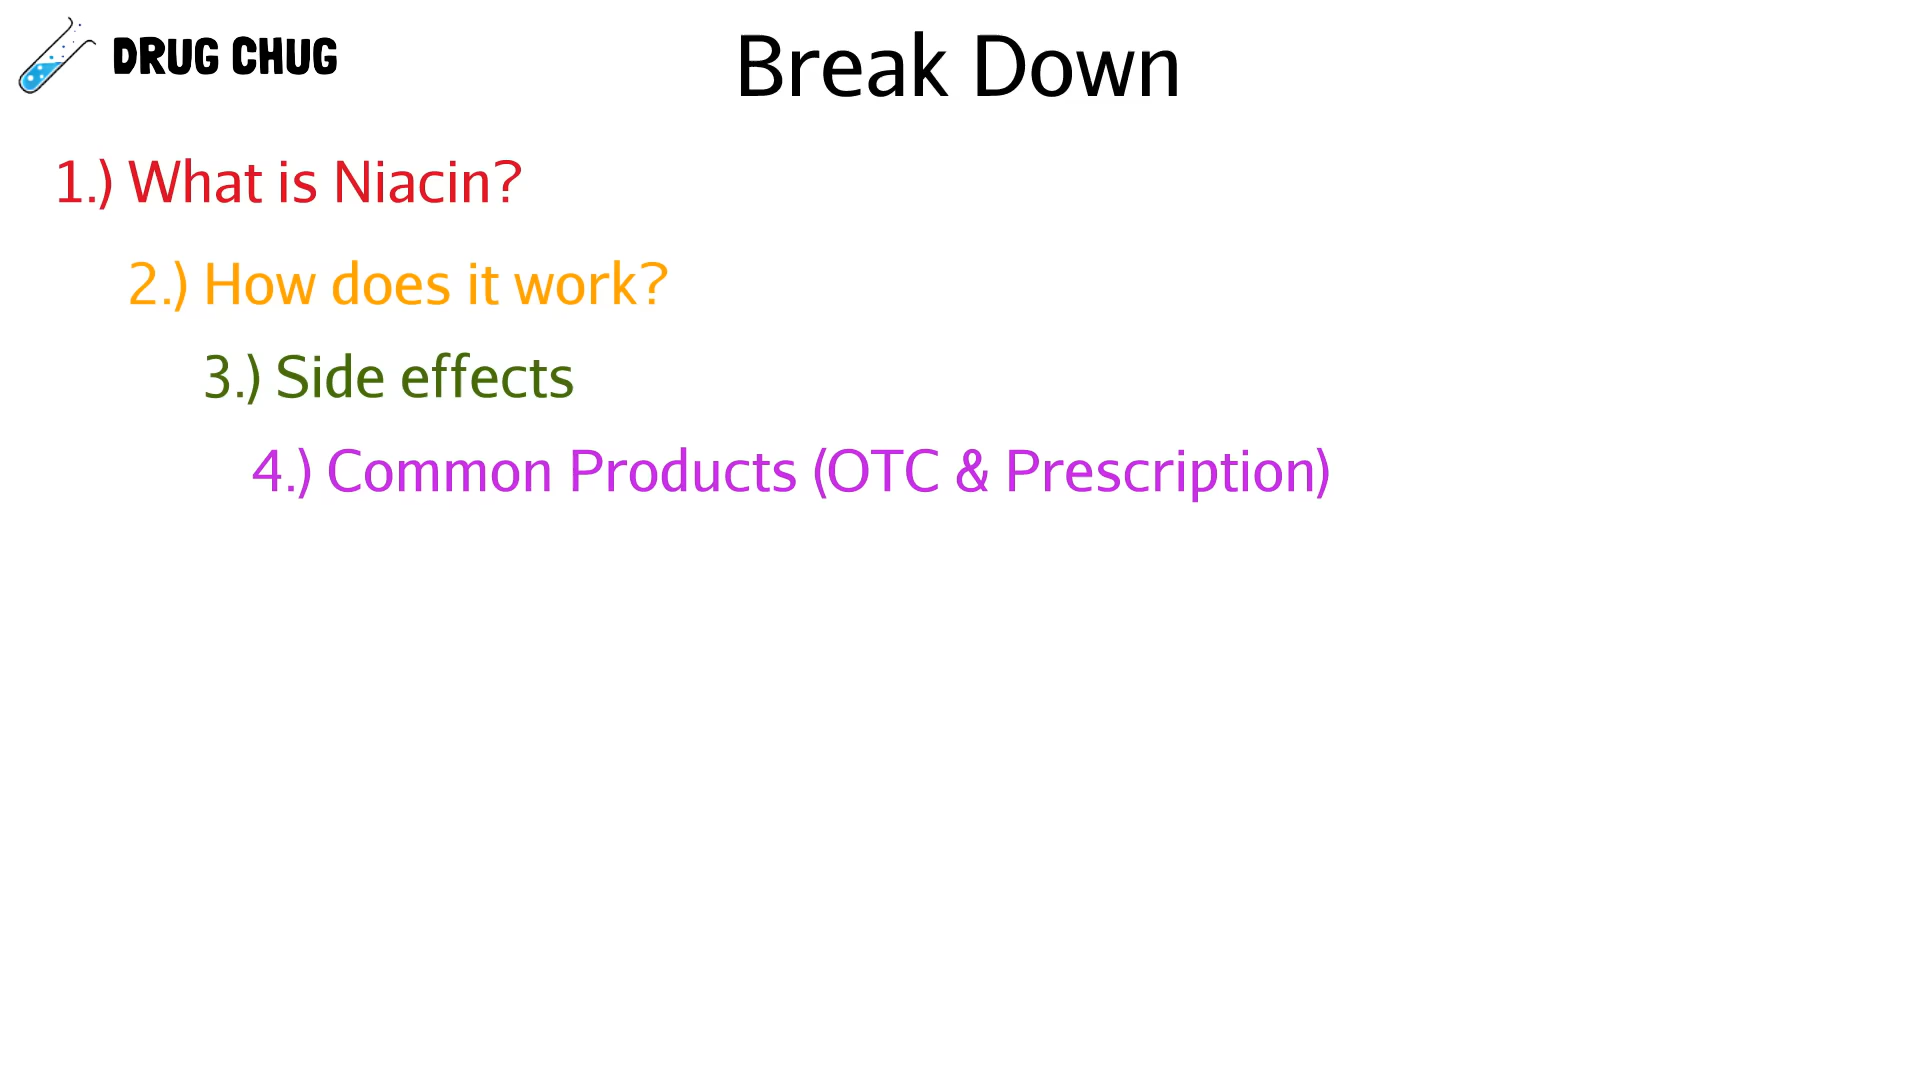 DRUG CHUG
Break Down
1.) What is Niacin?
2.) How does it work?
3.) Side effects
4.) Common Products (OTC & Prescription)